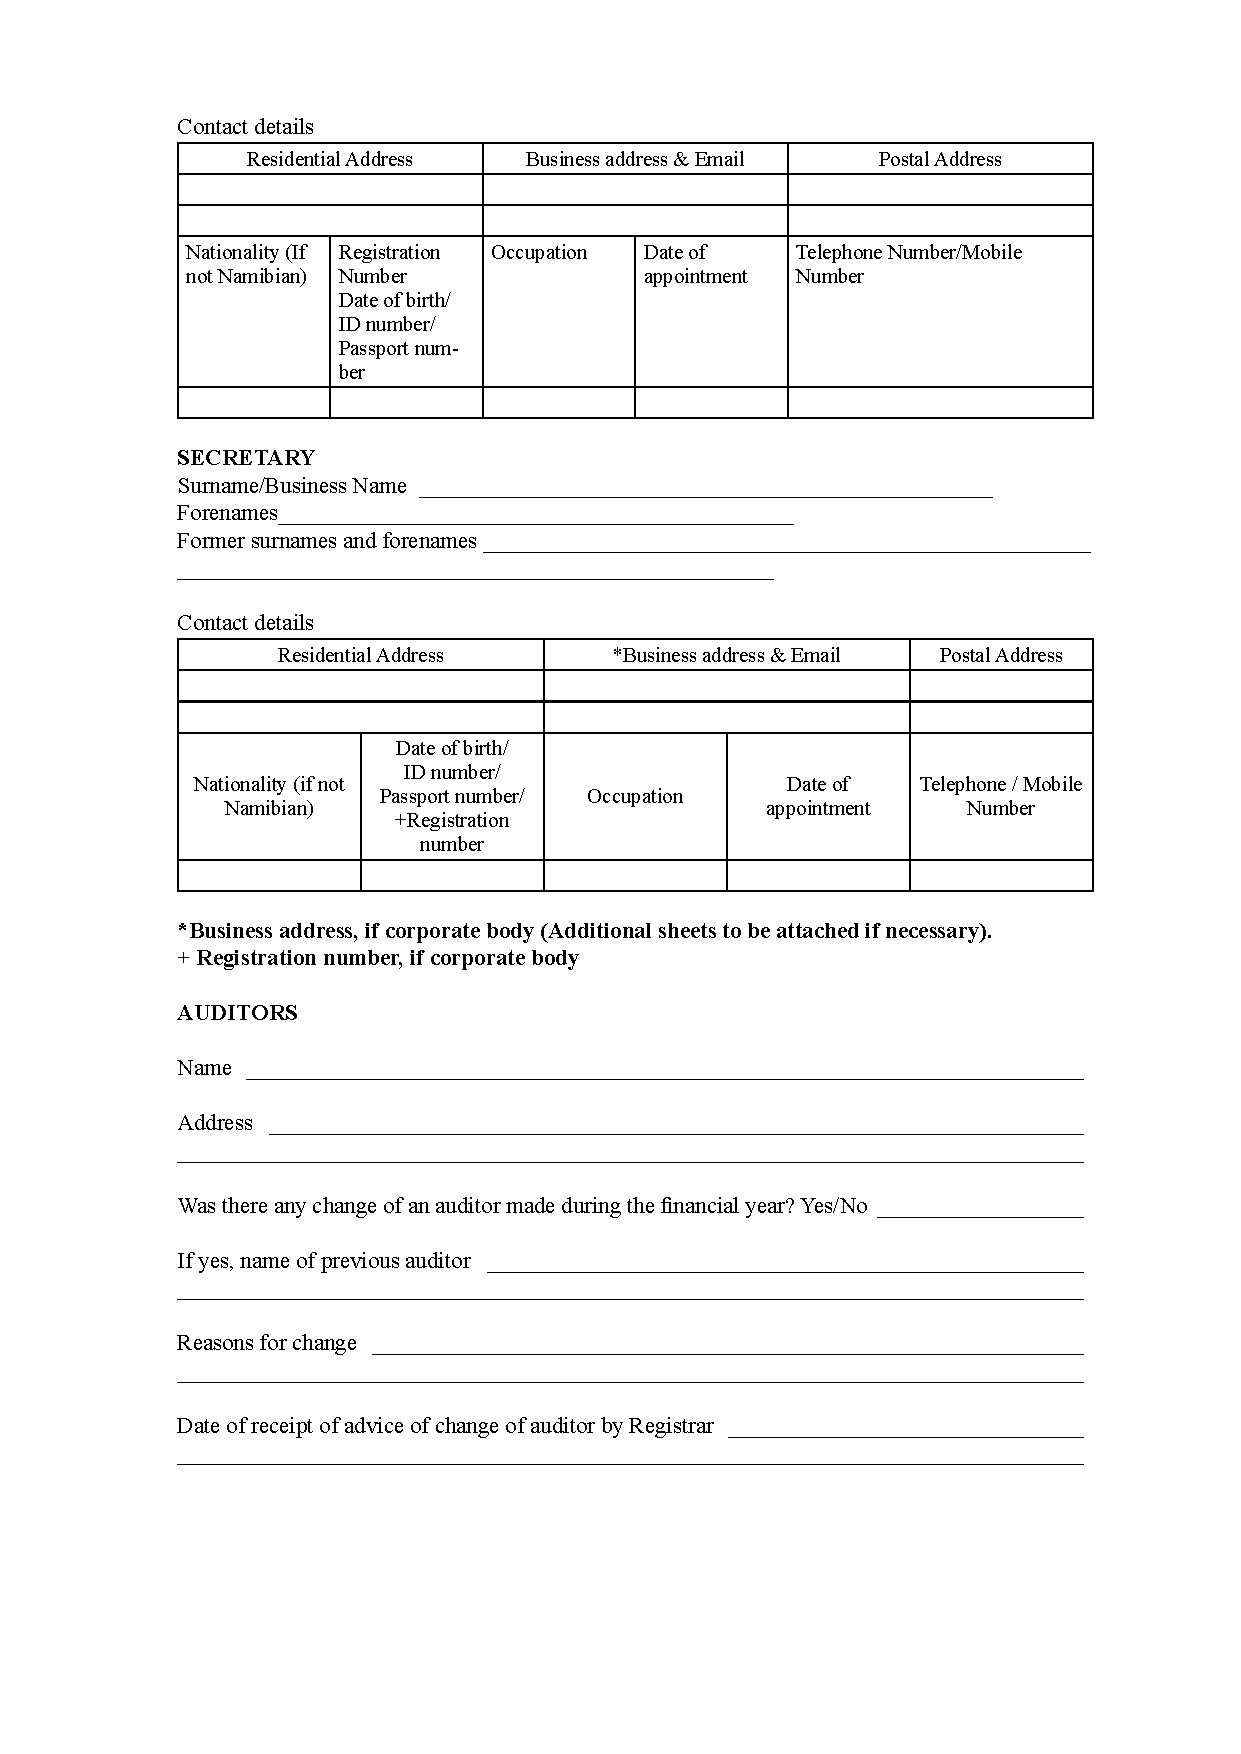 Contact details
Residential Address Business address & Email Postal Address
Nationality (If
not Namibian)
Registration
Number
Date of birth/
ID number/
Passport num-
ber
Occupation
Date of
appointment
Telephone Number/Mobile
Number
SECRETARY
Surname/Business Name
Forenames
Former surnames and forenames
Contact details
Residential Address *Business address & Email Postal Address
Nationality (if not
Namibian)
Date of birth/
ID number/
Passport number/
+Registration
number
Occupation
Date of
appointment
Telephone / Mobile
Number
*Business address, if corporate body (Additional sheets to be attached if necessary).
+ Registration number, if corporate body
AUDITORS
Name
Address
Was there any change of an auditor made during the financial year? Yes/No
If yes, name of previous auditor
Reasons for change
Date of receipt of advice of change of auditor by Registrar